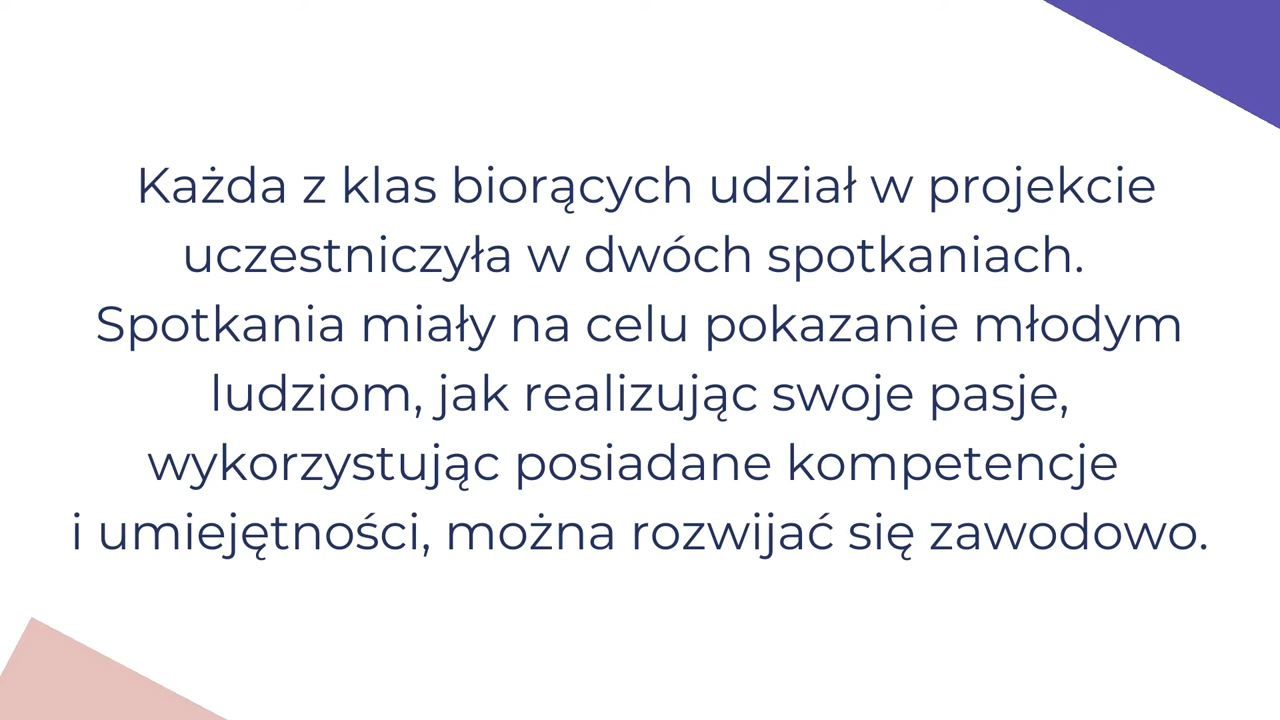 Każda z klas biorących udział w projekcie
uczestniczyła w dwóch spotkaniach.
Spotkania miały na celu pokazanie młodym
ludziom, jak realizując swoje pasje,
wykorzystując posiadane kompetencje
i umiejętności, można rozwijać się zawodowo.